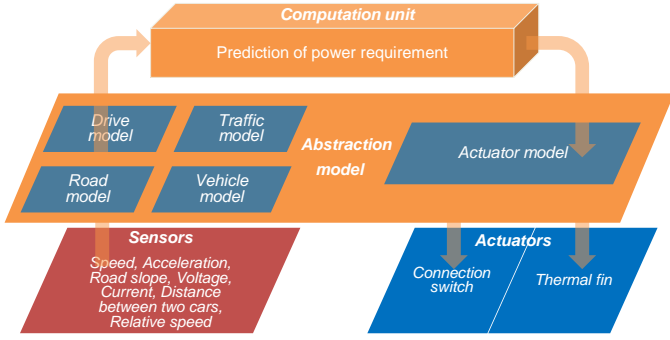 Computation unit
Prediction of power requirement
Drive
model
Traffic
model
Abstraction
model
Actuator model
Road
model
Vehicle
model
Sensors
Speed, Acceleration,
Road slope, Voltage,
Current, Distance
between two cars,
Relative speed
Actuators
Connection
switch
Thermal fin